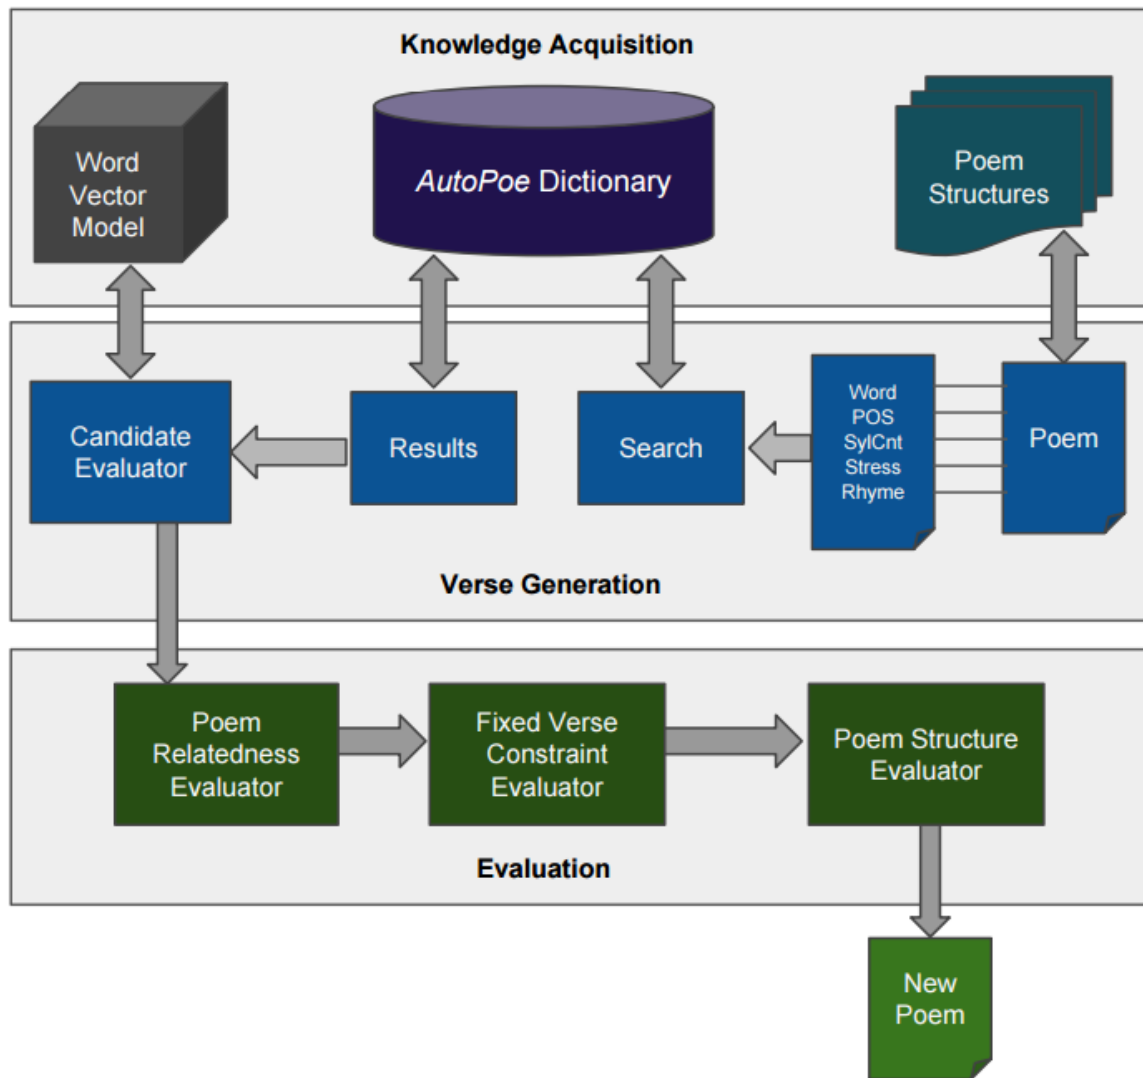 Knowledge Acquisition
Word
Vector
Model
AutoPoe Dictionary
Poem
Structures
Candidate
Evaluator
Results
Search
Word
POS
SylCnt
Stress
Rhyme
Poem
Verse Generation
Poem
Relatedness
Evaluator
Fixed Verse
Constraint
Evaluator
Poem Structure
Evaluator
Evaluation
New
Poem